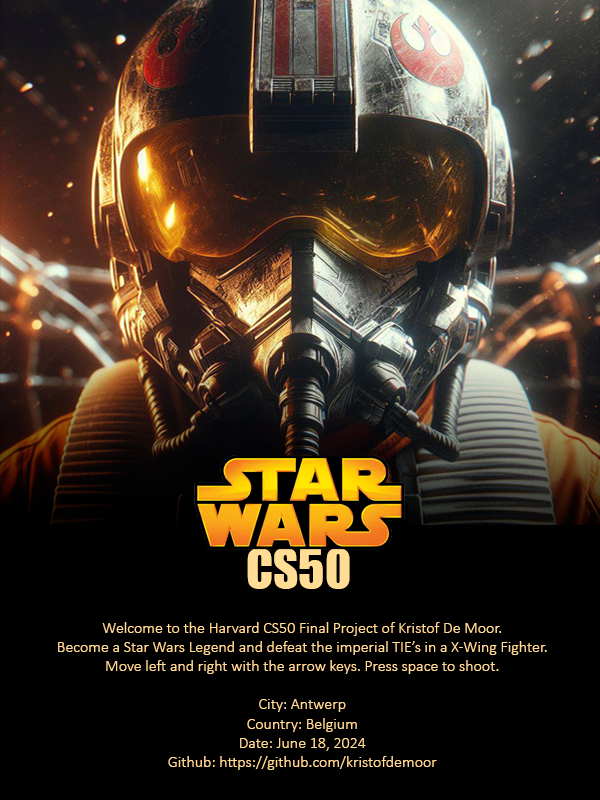 STAR
WARS
CS50
Welcome to the Harvard CS50 Final Project of Kristof De Moor.
Become a Star Wars Legend and defeat the imperial TIE’s in a X-Wing Fighter.
Move left and right with the arrow keys. Press space to shoot.
City: Antwerp
Country: Belgium
Date: June 18, 2024
Github: https://github.com/kristofdemoor